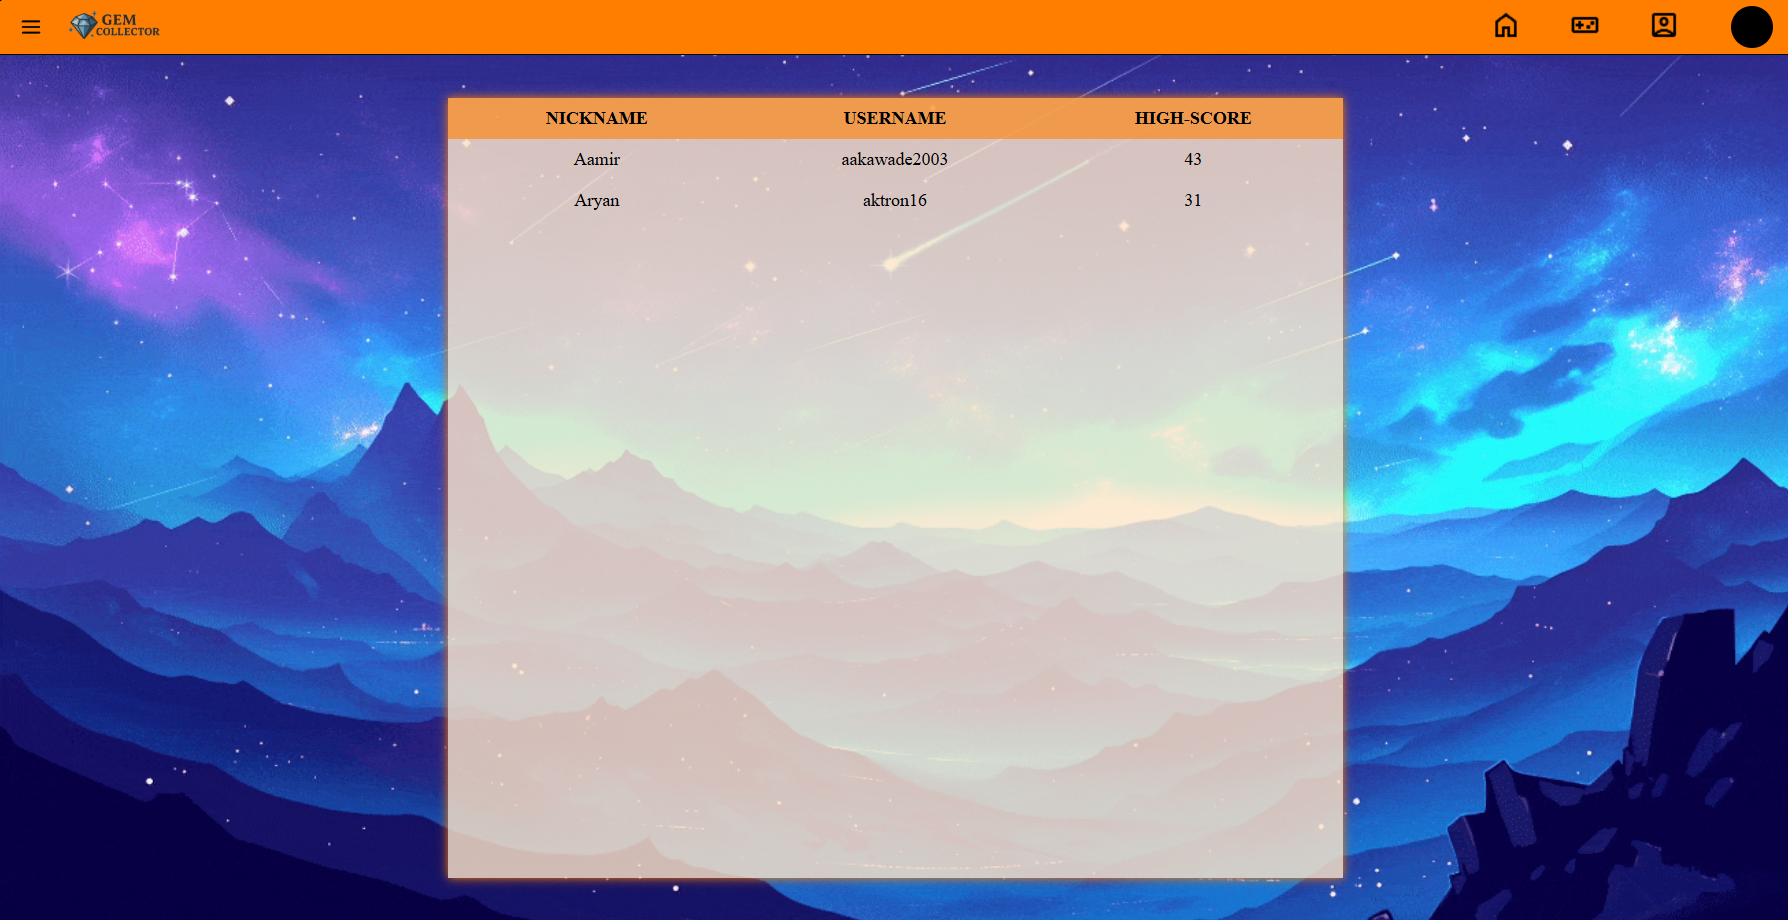 GEM
COLLECTOR
NICKNAME USERNAME HIGH-SCORE
Aamir aakawade2003 43
Aryan aktron16 31